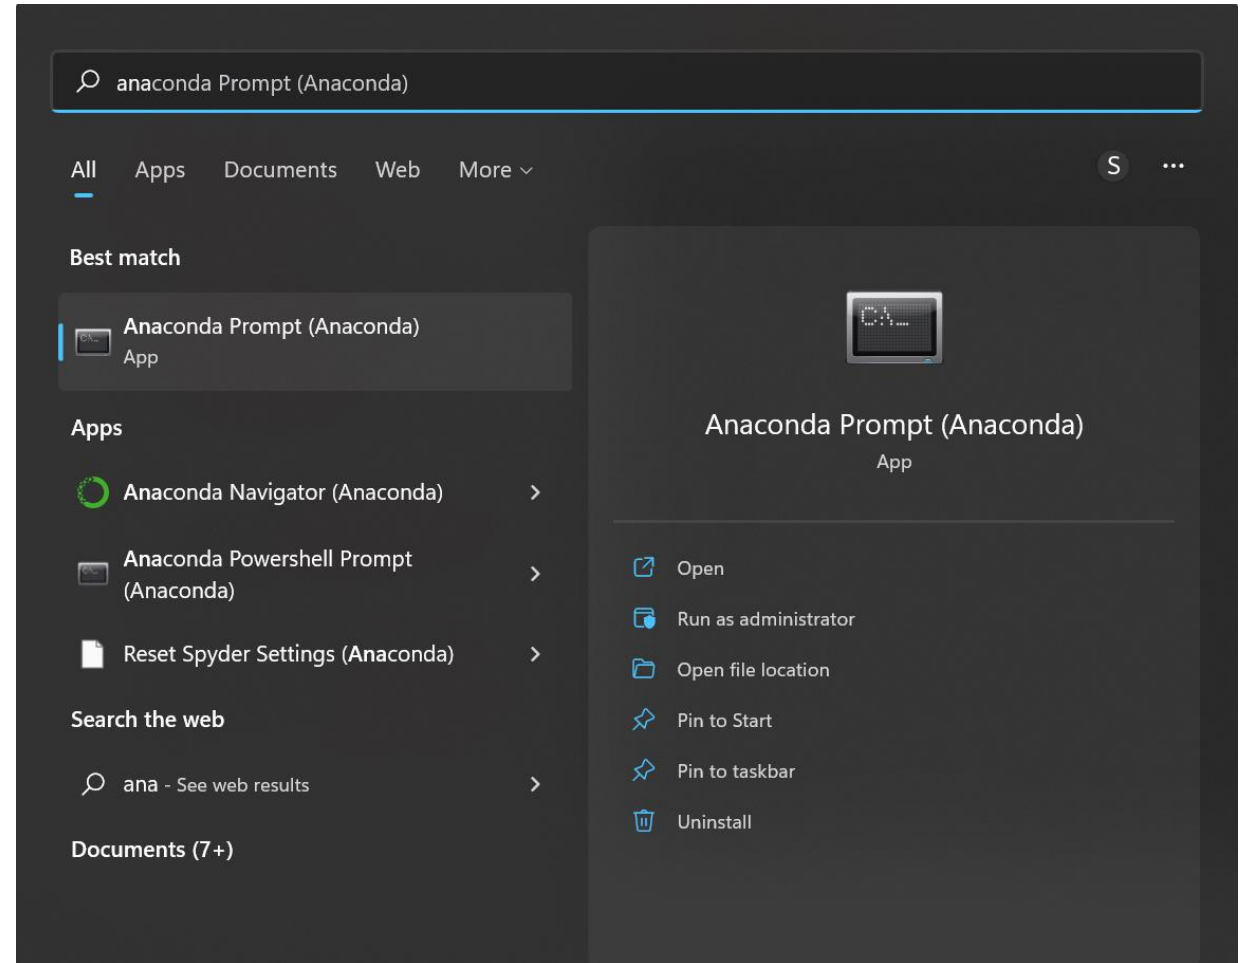 anaconda Prompt (Anaconda)
All Apps Documents Web More
S ...
Best match
Anaconda Prompt (Anaconda)
App
Apps
Anaconda Navigator (Anaconda)
Anaconda Powershell Prompt
(Anaconda)
Reset Spyder Settings (Anaconda)
Search the web
ana - See web results
Documents (7+)
C:\_
Anaconda Prompt (Anaconda)
App
Open
Run as administrator
Open file location
Pin to Start
Pin to taskbar
Uninstall